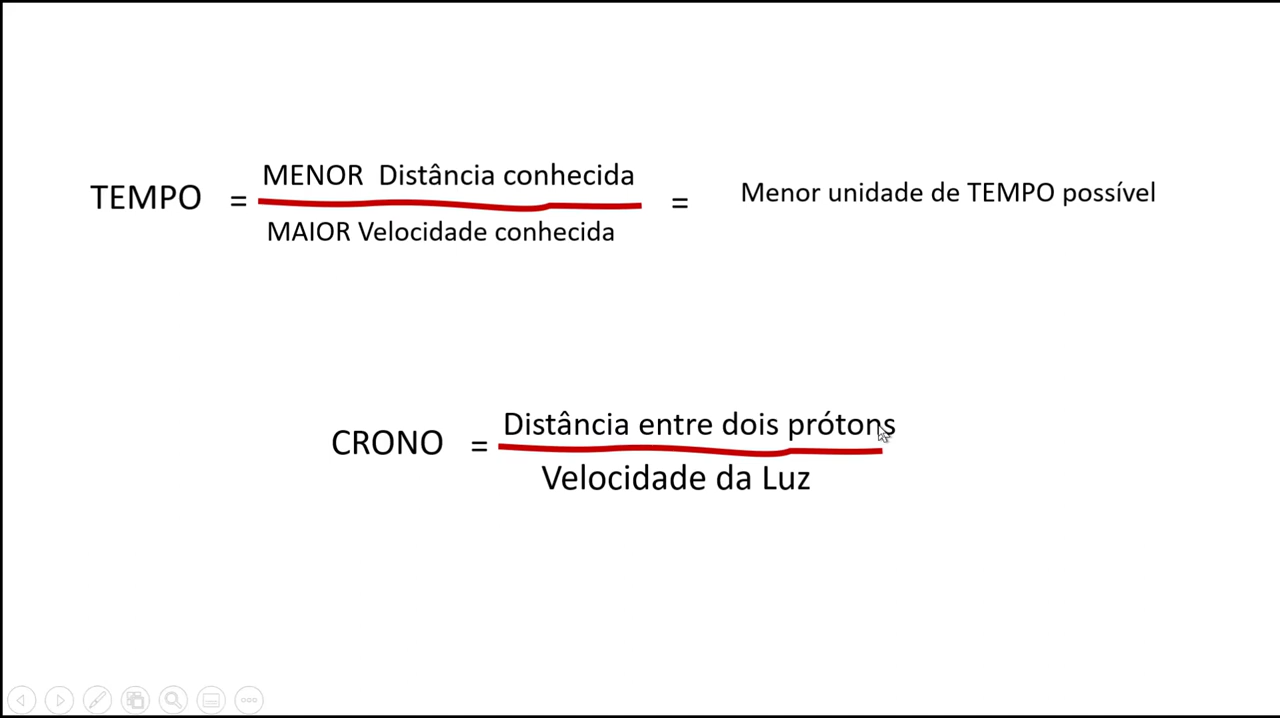 TEMPO = MENOR Distância conhecida = Menor unidade de TEMPO possível
MAIOR Velocidade conhecida
CRONO = Distância entre dois prótons
Velocidade da Luz